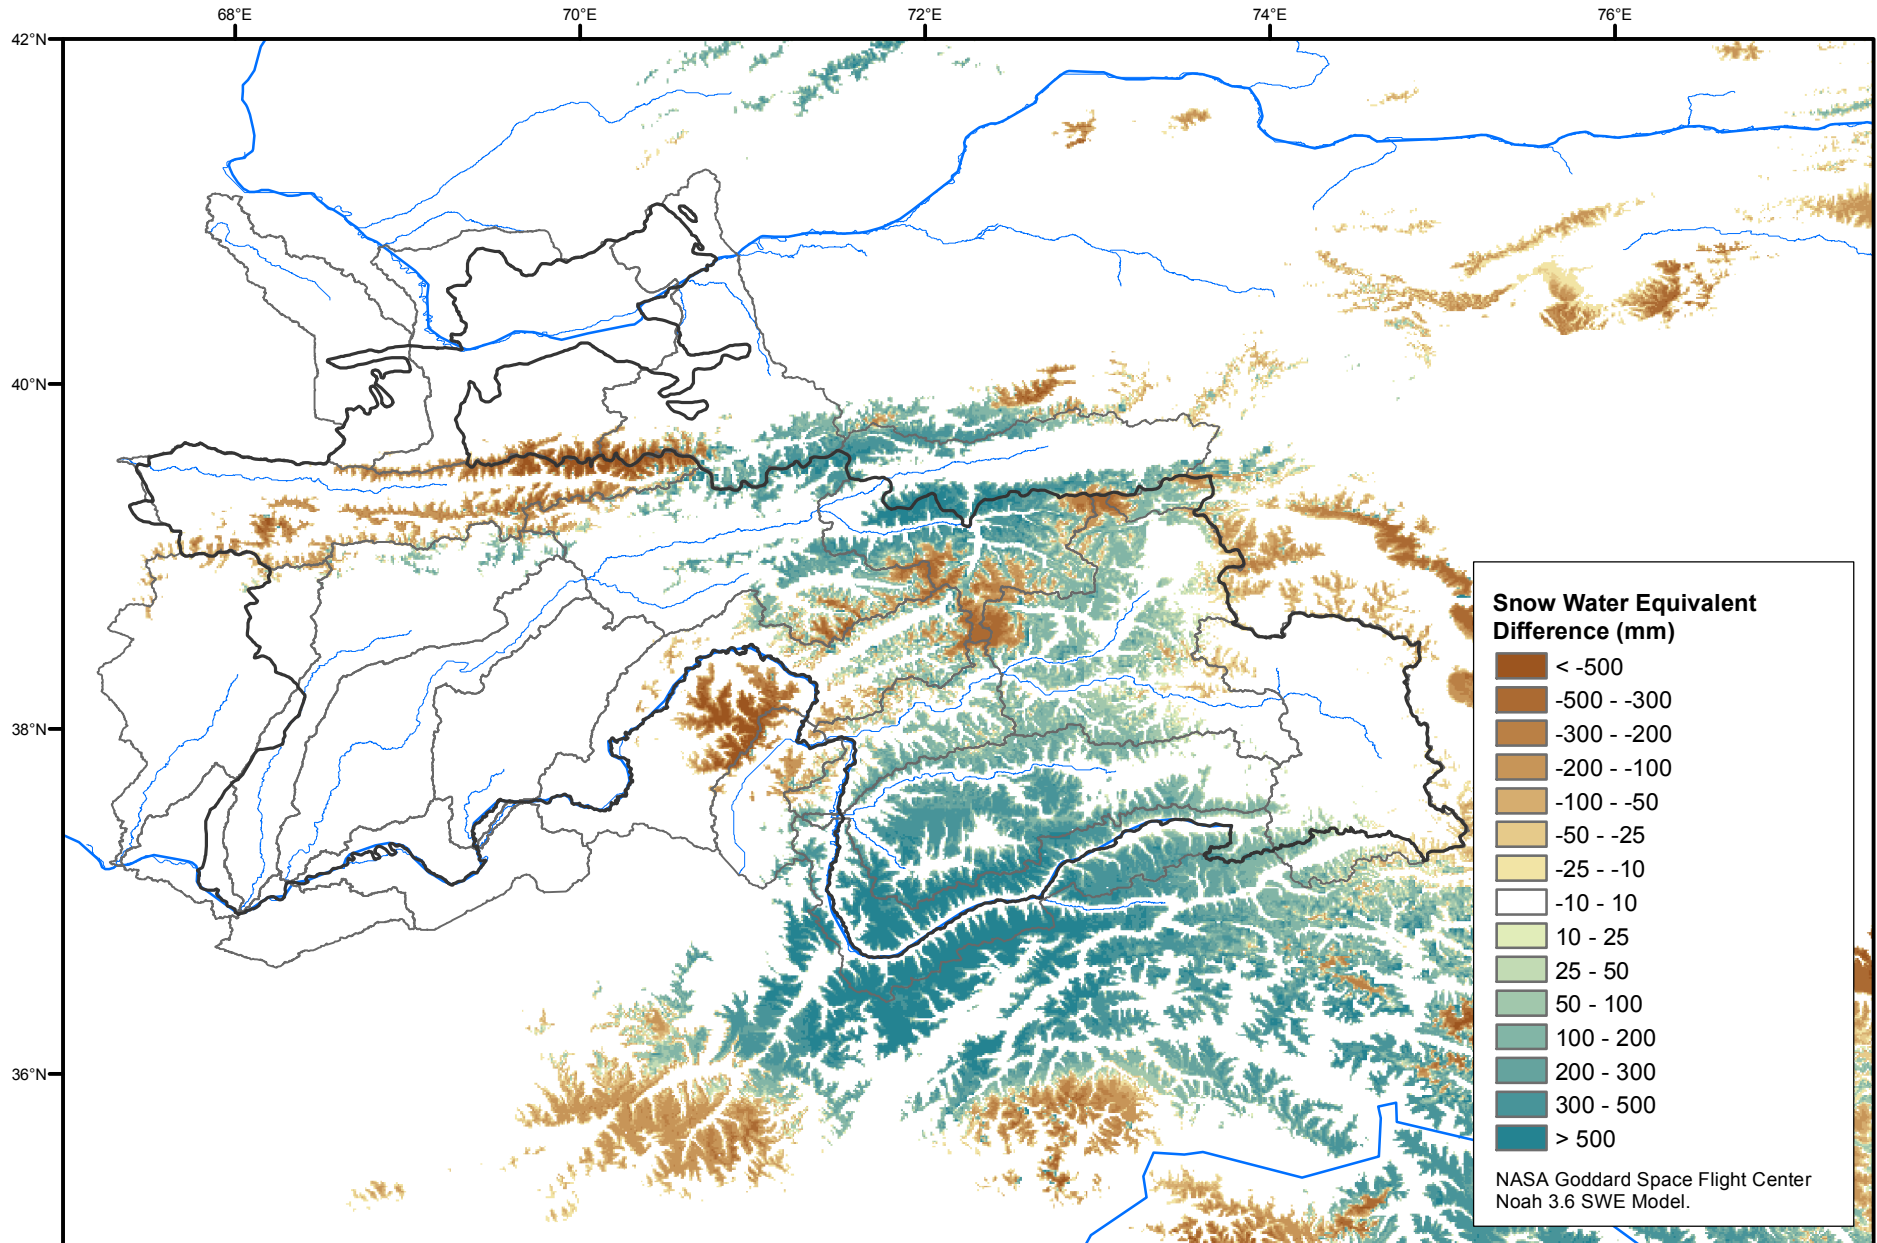 68°E 70°E 72°E 74°E 76°E
42°N
40°N
38°N
36°N
Snow Water Equivalent
Difference (mm)
< -500
-500 - -300
-300 - -200
-200 - -100
-100 - -50
-50 - -25
-25 - -10
-10 - 10
10 - 25
25 - 50
50 - 100
100 - 200
200 - 300
300 - 500
> 500
NASA Goddard Space Flight Center
Noah 3.6 SWE Model.